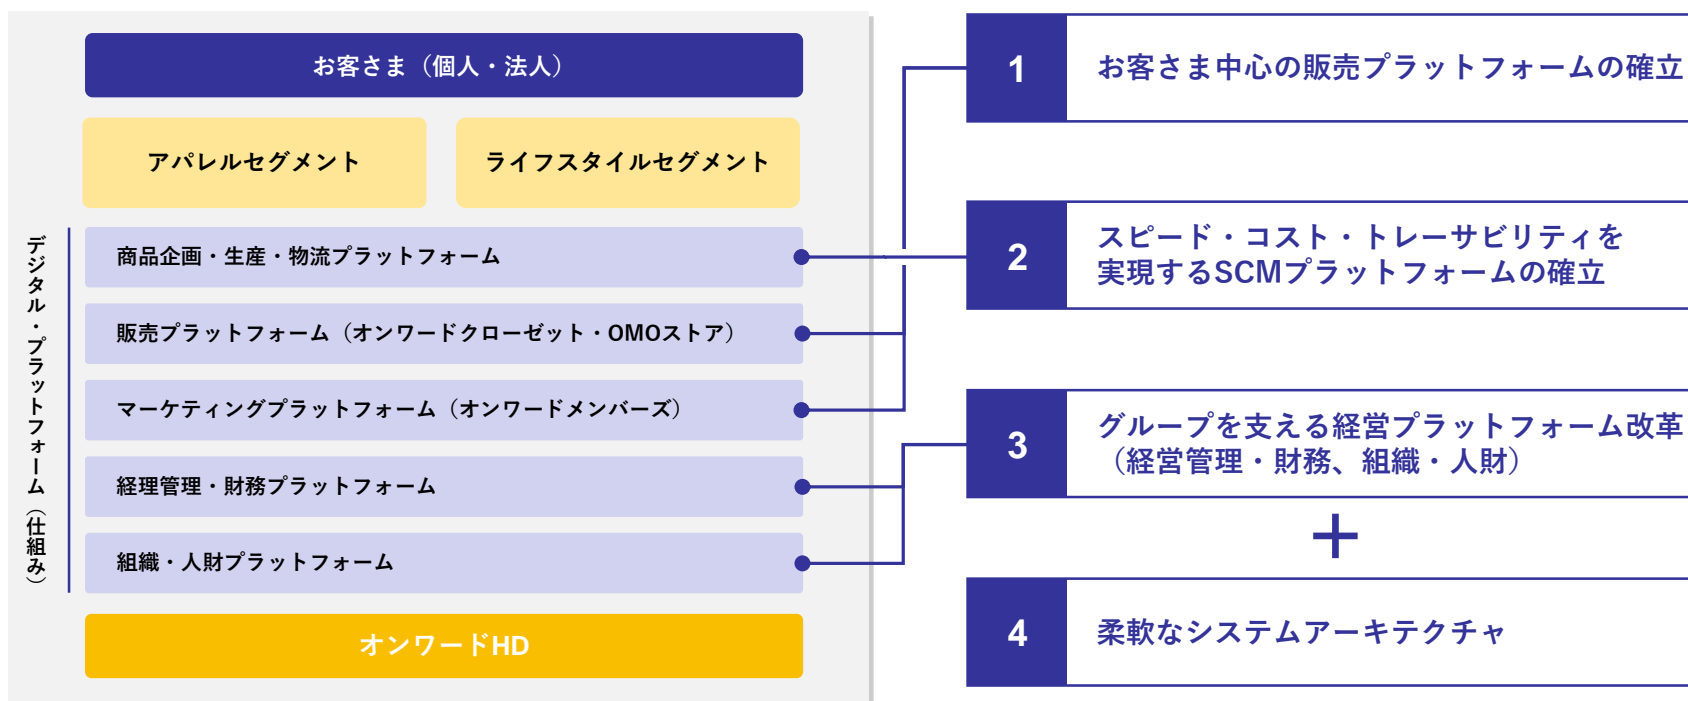 お客さま（個人・法人）
アパレルセグメント
ライフスタイルセグメント
デジタル・プラットフォーム（仕組み）
商品企画・生産・物流プラットフォーム
販売プラットフォーム（オンワードクローゼット・OMOストア）
マーケティングプラットフォーム（オンワードメンバーズ）
経理管理・財務プラットフォーム
組織・人財プラットフォーム
オンワードHD
1
お客さま中心の販売プラットフォームの確立
2
スピード・コスト・トレーサビリティを
実現するSCMプラットフォームの確立
3
グループを支える経営プラットフォーム改革
（経営管理・財務、組織・人財）
+
4
柔軟なシステムアーキテクチャ